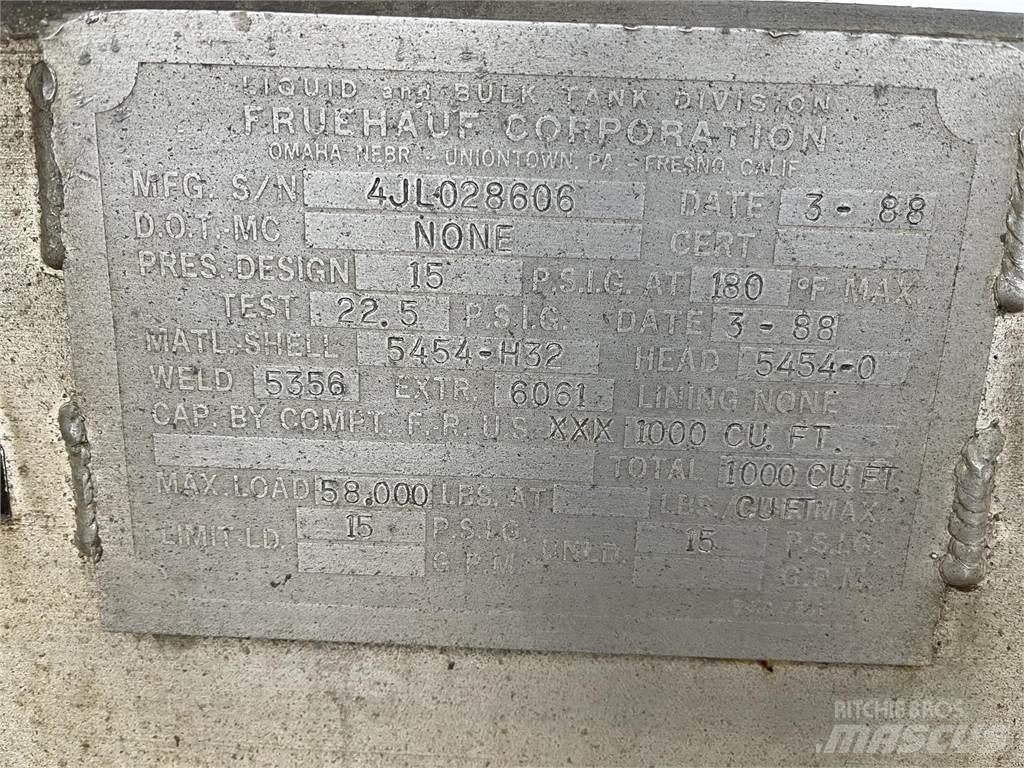 LIQUID and BULK TANK DIVISION
FRUEHAUF CORPORATION
OMAHA NEBR - UNIONTOWN, PA - FRESNO, CALIF
MFG. S/N 4JL028606 DATE 3-88
D.O.T.-MC NONE CERT
PRES.-DESIGN 15 P.S.I.G. AT 180 °F MAX.
TEST 22.5 P.S.I.G. DATE 3-88
MATL.-SHELL 5454-H32 HEAD 5454-0
WELD 5356 EXTR. 6061 LINING NONE
CAP. BY COMPT. F. R. U.S. XXX 1000 CU. FT.
TOTAL 1000 CU. FT.
MAX. LOAD 58.000 LBS. AT LBS./CU FT MAX
LIMIT LD. 15 P.S.I.G. UNLD. 15 P.S.I.G.
G.P.M. G.P.M.
RITCHIE BROS.
MASCUS